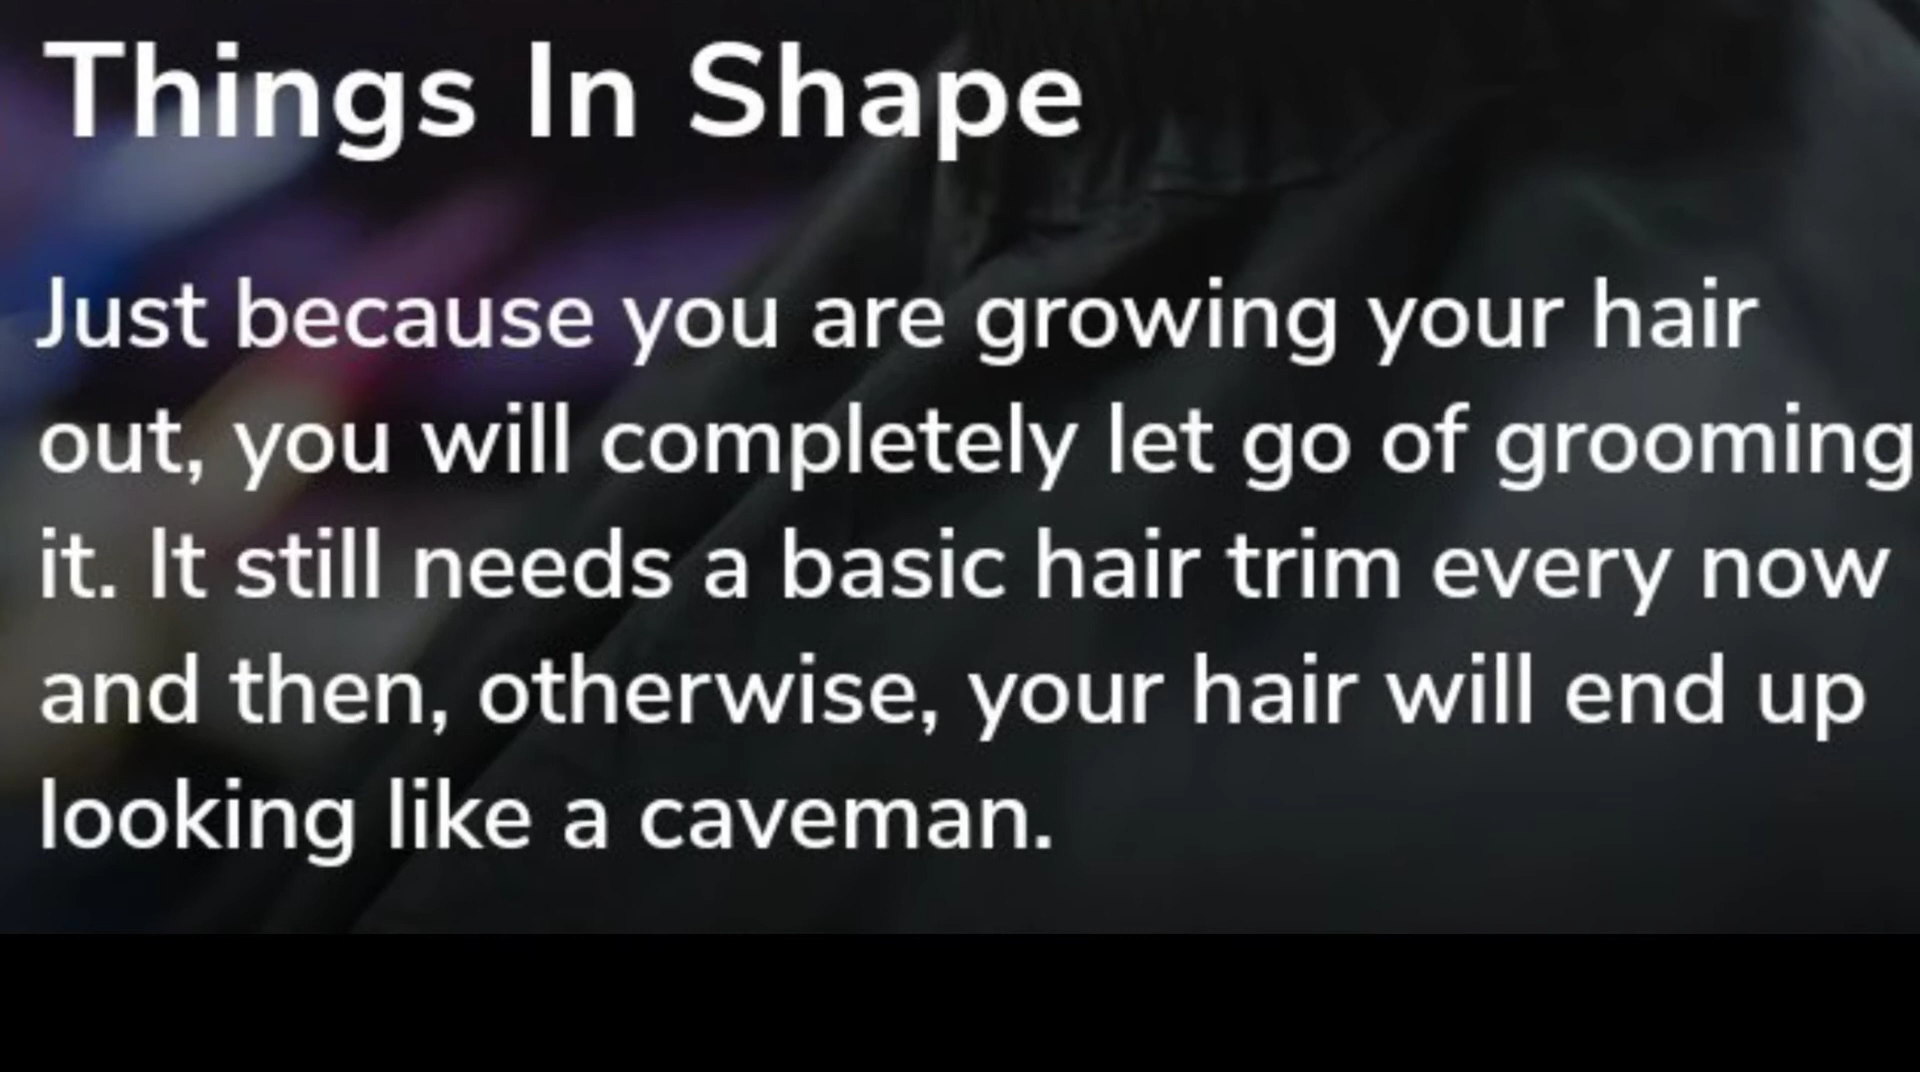 Things In Shape
Just because you are growing your hair
out, you will completely let go of grooming
it. It still needs a basic hair trim every now
and then, otherwise, your hair will end up
looking like a caveman.